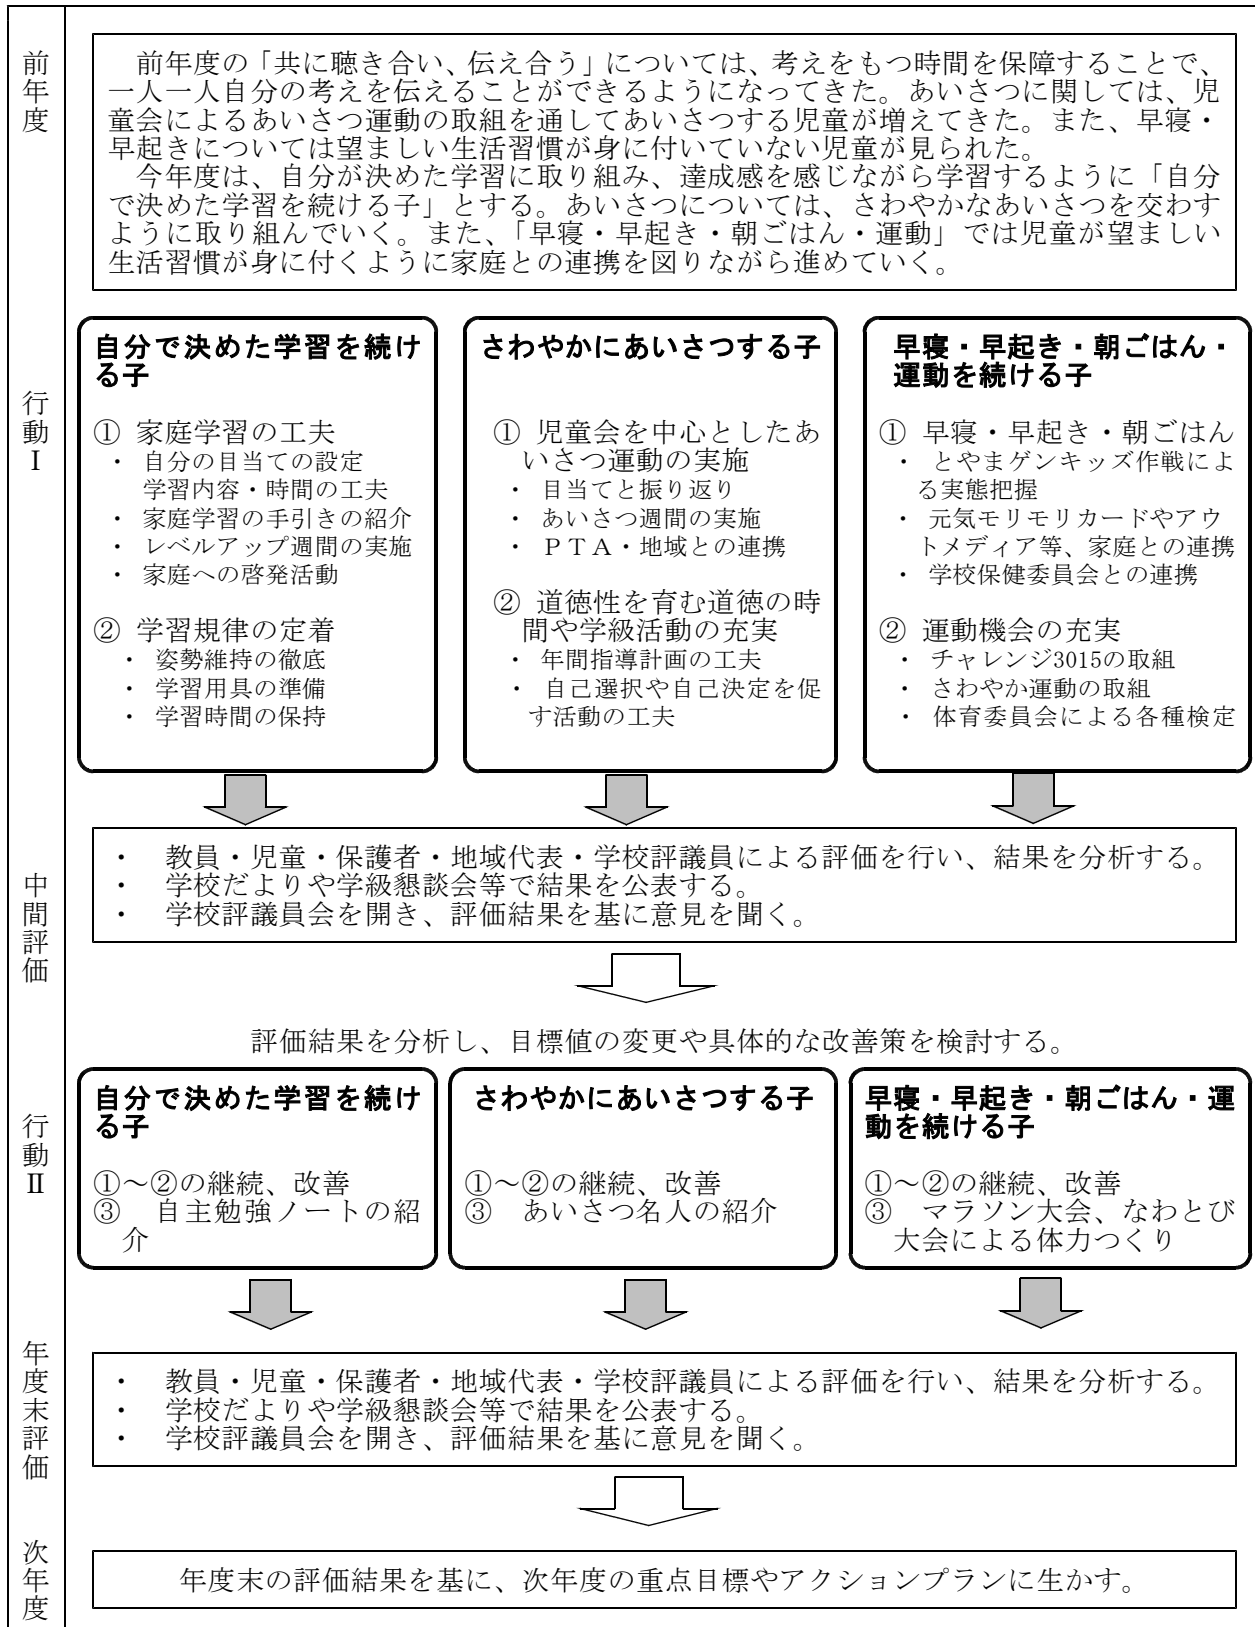 前年度
前年度の「共に聴き合い、伝え合う」については、考えをもつ時間を保障することで、
一人一人自分の考えを伝えることができるようになってきた。あいさつに関しては、児
童会によるあいさつ運動の取組を通してあいさつする児童が増えてきた。また、早寝・
早起きについては望ましい生活習慣が身に付いていない児童が見られた。
今年度は、自分が決めた学習に取り組み、達成感を感じながら学習するように「自分
で決めた学習を続ける子」とする。あいさつについては、さわやかなあいさつを交わす
ように取り組んでいく。また、「早寝・早起き・朝ごはん・運動」では児童が望ましい
生活習慣が身に付くように家庭との連携を図りながら進めていく。
行動Ⅰ
自分で決めた学習を続け
る子
① 家庭学習の工夫
・ 自分の目当ての設定
学習内容・時間の工夫
・ 家庭学習の手引きの紹介
・ レベルアップ週間の実施
・ 家庭への啓発活動
② 学習規律の定着
・ 姿勢維持の徹底
・ 学習用具の準備
・ 学習時間の保持
さわやかにあいさつする子
① 児童会を中心としたあ
いさつ運動の実施
・ 目当てと振り返り
・ あいさつ週間の実施
・ ＰＴＡ・地域との連携
② 道徳性を育む道徳の時
間や学級活動の充実
・ 年間指導計画の工夫
・ 自己選択や自己決定を促
す活動の工夫
早寝・早起き・朝ごはん・
運動を続ける子
① 早寝・早起き・朝ごはん
・ とやまゲンキッズ作戦によ
る実態把握
・ 元気モリモリカードやアウ
トメディア等、家庭との連携
・ 学校保健委員会との連携
② 運動機会の充実
・ チャレンジ3015の取組
・ さわやか運動の取組
・ 体育委員会による各種検定
中間評価
・ 教員・児童・保護者・地域代表・学校評議員による評価を行い、結果を分析する。
・ 学校だよりや学級懇談会等で結果を公表する。
・ 学校評議員会を開き、評価結果を基に意見を聞く。
評価結果を分析し、目標値の変更や具体的な改善策を検討する。
行動Ⅱ
自分で決めた学習を続け
る子
①～②の継続、改善
③ 自主勉強ノートの紹
介
さわやかにあいさつする子
①～②の継続、改善
③ あいさつ名人の紹介
早寝・早起き・朝ごはん・運
動を続ける子
①～②の継続、改善
③ マラソン大会、なわとび
大会による体力つくり
年度末評価
・ 教員・児童・保護者・地域代表・学校評議員による評価を行い、結果を分析する。
・ 学校だよりや学級懇談会等で結果を公表する。
・ 学校評議員会を開き、評価結果を基に意見を聞く。
次年度
年度末の評価結果を基に、次年度の重点目標やアクションプランに生かす。